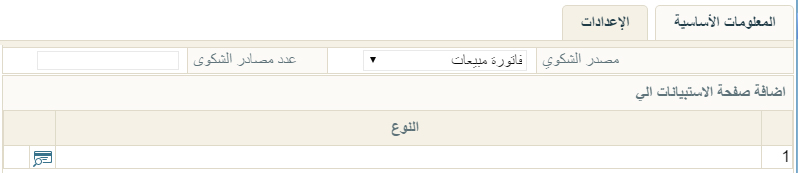 المعلومات الأساسية
الإعدادات
مصدر الشكوي
فاتورة مبيعات
عدد مصادر الشكوى
اضافة صفحة الاستبيانات الي
النوع
1